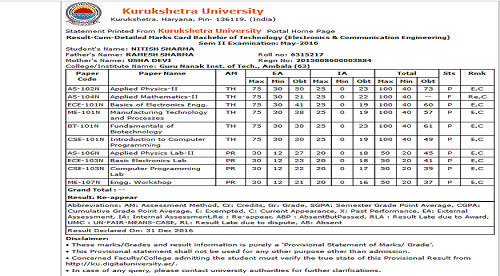 Kurukshetra University
Kurukshetra, Haryana, Pin- 136119. (India)
Statement Printed From Kurukshetra University Portal Home Page
Result-Cum-Detailed Marks Card Bachelor of Technology (Electronics & Communication Engineering)
Sem II Examination: May-2016
Student's Name: NITISH SHARMA
Father's Name: RAMESH SHARMA Roll no: 6315217
Mother's Name: USHA DEVI Regn No: 2013008600003884
College/Institute Name: Guru Nanak Inst. of Tech., Ambala (63)
Paper Code Paper Name AM EA IA Total Sts Rmk
Max Min Obt Max Min Obt Max Min Obt
AS-102N Applied Physics-II TH 75 30 50 25 0 23 100 40 73 P E,C
AS-104N Applied Mathematics-II TH 75 30 21 25 0 22 100 40 -- F Re,C
ECE-101N Basics of Electronics Engg. TH 75 30 41 25 0 19 100 40 60 P E,C
ME-101N Manufacturing Technology and Processes TH 75 30 38 25 0 19 100 40 57 P E,C
BT-101N Fundamentals of Biotechnology TH 75 30 38 25 0 23 100 40 61 P E,C
CSE-101N Introduction to Computer Programming TH 75 30 30 25 0 19 100 40 49 P E,C
AS-106N Applied Physics Lab-II PR 30 12 27 20 0 18 50 20 45 P E,C
ECE-103N Basic Electronics Lab PR 30 12 23 20 0 18 50 20 41 P E,C
CSE-103N Computer Programming Lab PR 30 12 22 20 0 17 50 20 39 P E,C
ME-107N Engg. Workshop PR 30 12 21 20 0 16 50 20 37 P E,C
Grand Total : --
Result: Re-appear
Abbreviations: AM: Assessment Method, Cr: Credits, Gr: Grade, SGPA: Semester Grade Point Average, CGPA:
Cumulative Grade Point Average, E: Exempted, C: Current Appearance, X: Past Performance, EA: External
Assessment, IA: Internal Assessment, Re : Re-appear, ABP : AbsentButPassed, RLA : Result Late due to Award,
UMC : UN-FAIR-MEANS-CASE, RLD : Result Late due to dispute, AB: Absent
Result Declared On: 31 Dec 2016
Disclaimer:
• These marks/Grades and result information is purely a 'Provisional Statement of Marks/ Grade'.
• This Provisional statement shall not be used for any other purpose other than admission.
• Concerned Faculty/College admitting the student must verify the true state of this Provisional Result from
http://ku.digitaluniversity.ac/.
• In case of any query, please contact university authorities for further clarifications.